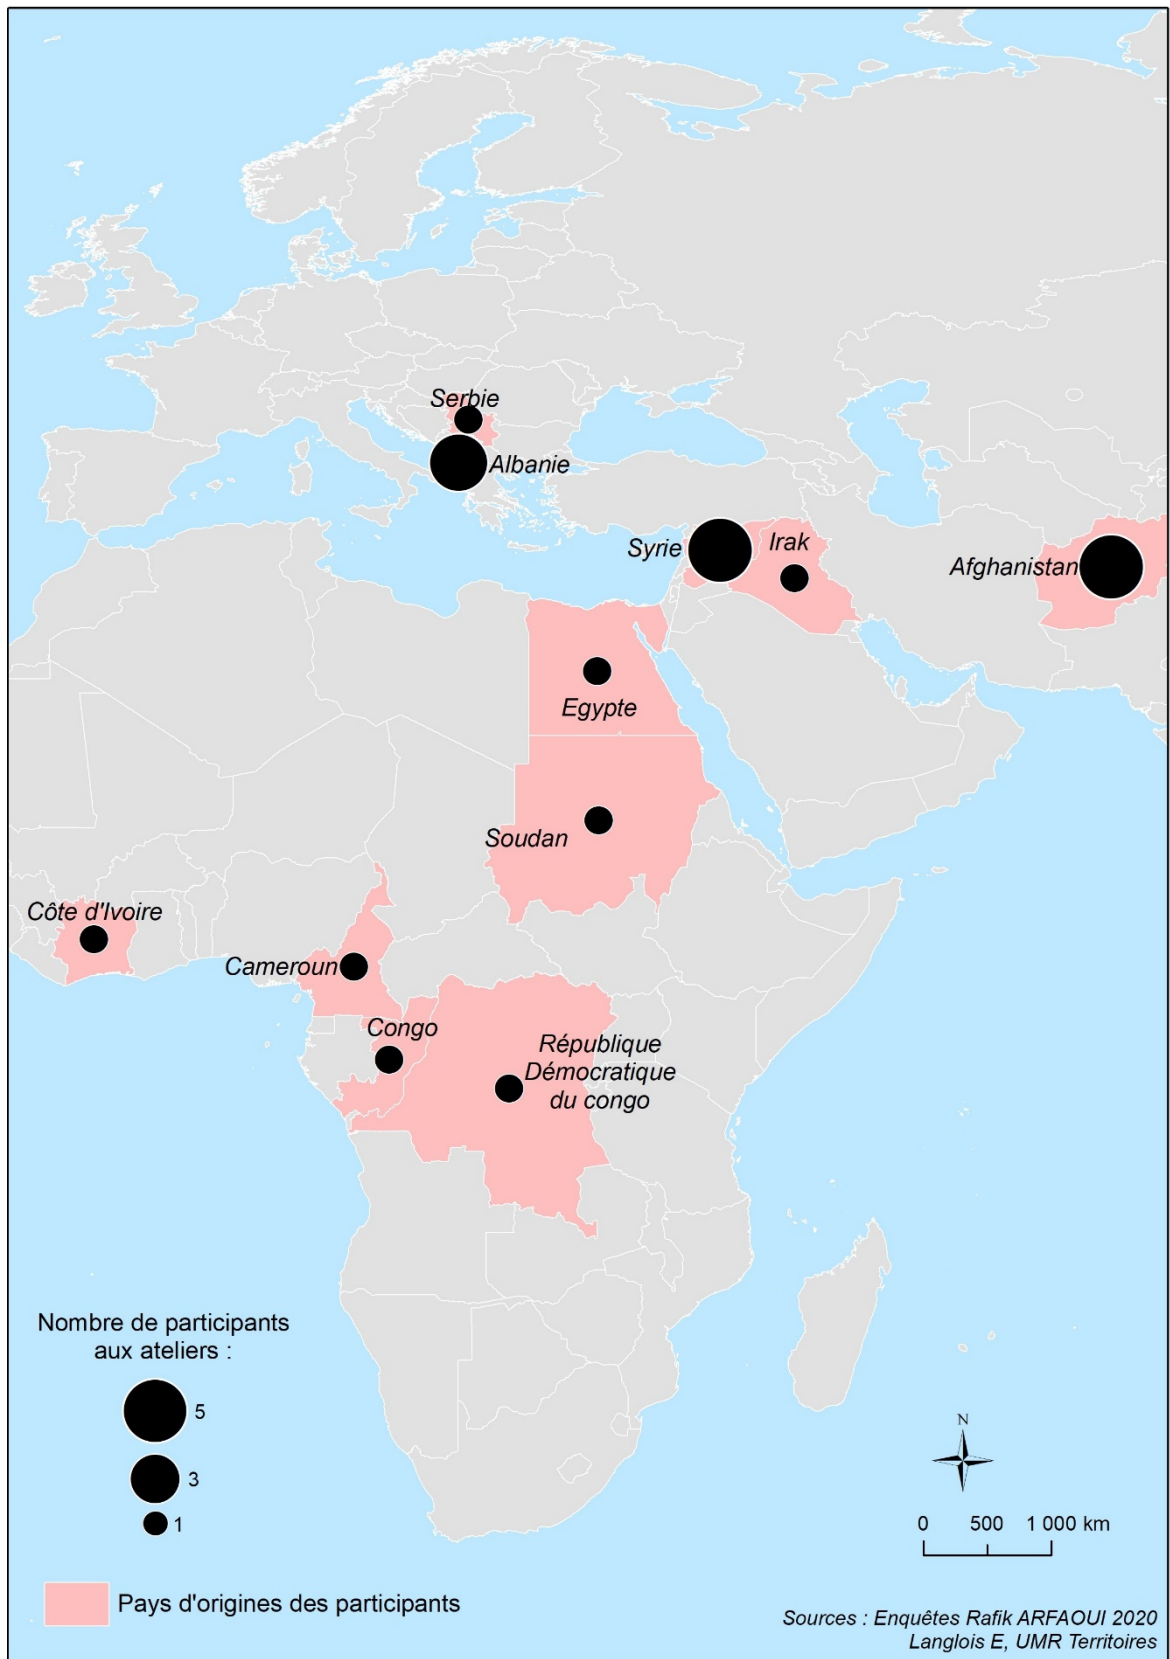 Serbie
Albanie
Syrie
Irak
Afghanistan
Egypte
Soudan
Côte d'Ivoire
Cameroun
Congo
République
Démocratique
du congo
Nombre de participants
aux ateliers :
5
3
1
N
0 500 1 000 km
Pays d'origines des participants
Sources : Enquêtes Rafik ARFAOUI 2020
Langlois E, UMR Territoires